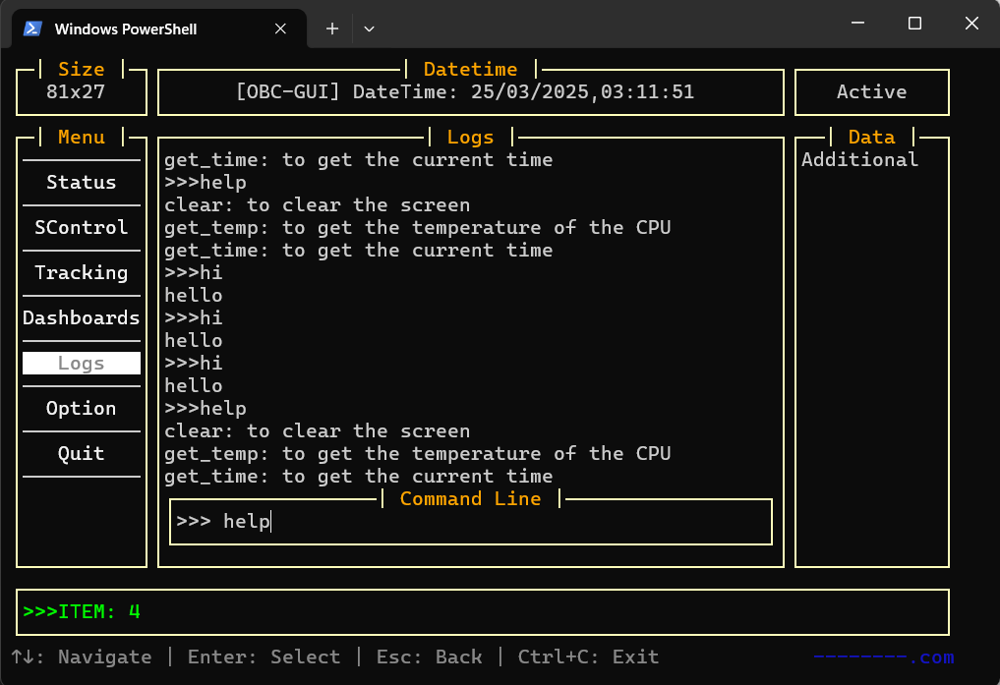 Windows PowerShell
Size
81x27
Datetime
[OBC-GUI] DateTime: 25/03/2025,03:11:51
Active
Menu
Status
SControl
Tracking
Dashboards
Logs
Option
Quit
Logs
get_time: to get the current time
>>>help
clear: to clear the screen
get_temp: to get the temperature of the CPU
get_time: to get the current time
>>>hi
hello
>>>hi
hello
>>>hi
hello
>>>help
clear: to clear the screen
get_temp: to get the temperature of the CPU
get_time: to get the current time
Command Line
>>> help
Data
Additional
>>>ITEM: 4
↑↓: Navigate | Enter: Select | Esc: Back | Ctrl+C: Exit
--------.com